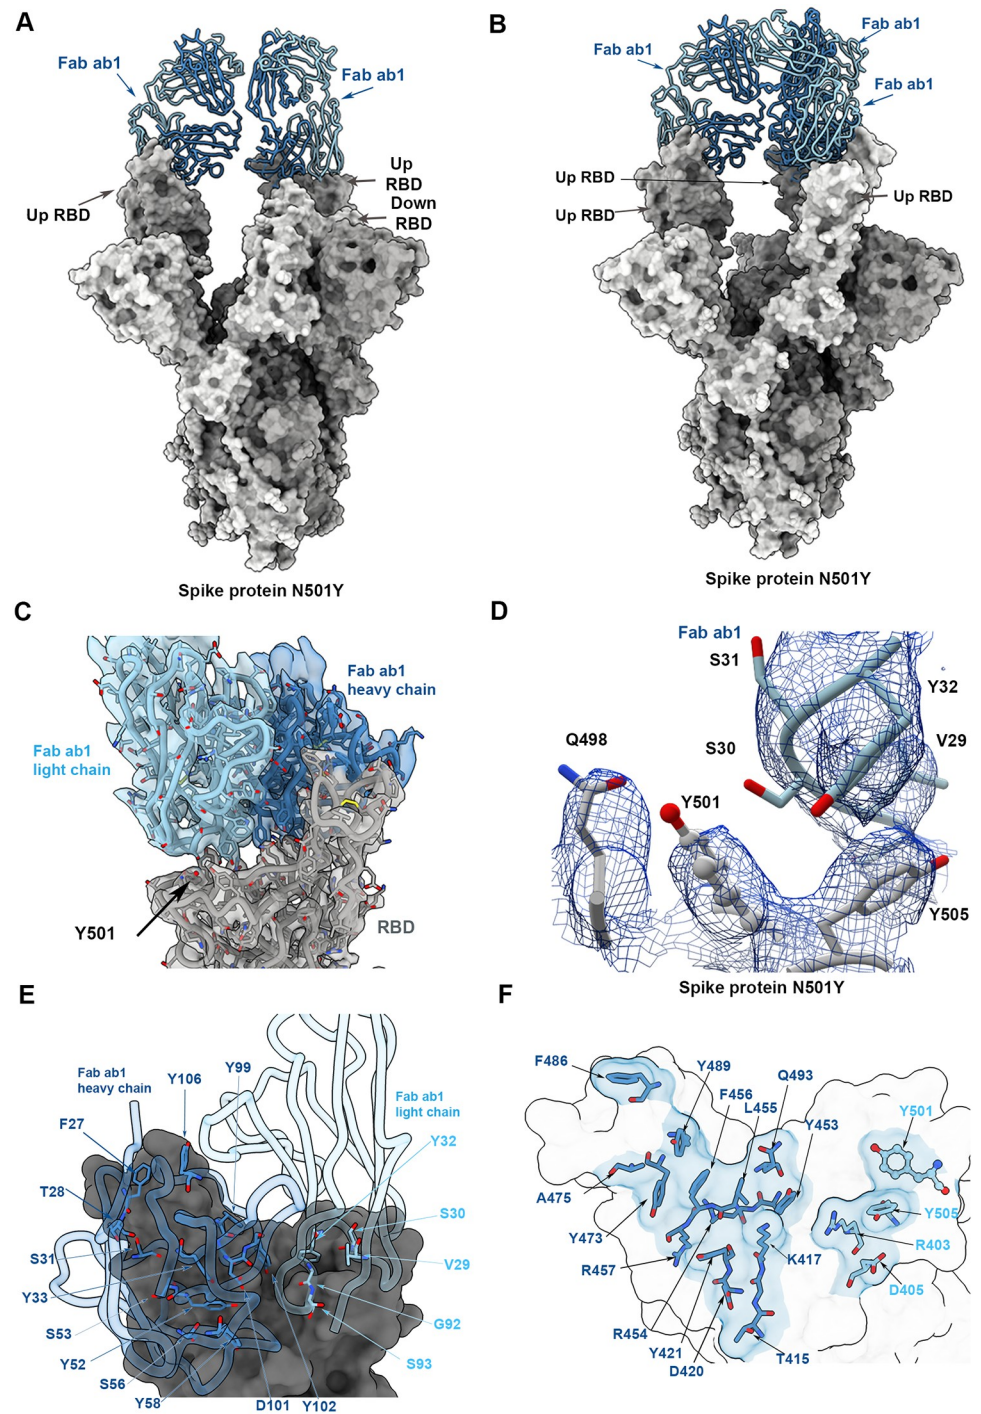 A
Fab ab1
Fab ab1
Up
RBD
Down
RBD
Up RBD
Spike protein N501Y
B
Fab ab1
Fab ab1
Fab ab1
Up RBD
Up RBD
Up RBD
Spike protein N501Y
C
Fab ab1
heavy chain
Fab ab1
light chain
Y501
RBD
D
Fab ab1
S31
Y32
Q498
S30
V29
Y501
Y505
Spike protein N501Y
E
Fab ab1
heavy chain
Y106
Y99
Fab ab1
light chain
F27
Y32
T28
S30
S31
V29
Y33
S53
G92
Y52
S93
S56
Y58
D101
Y102
F
F486
Y489
Q493
F456
L455
Y453
Y501
A475
Y505
Y473
R403
R457
K417
D405
R454
Y421
D420
T415